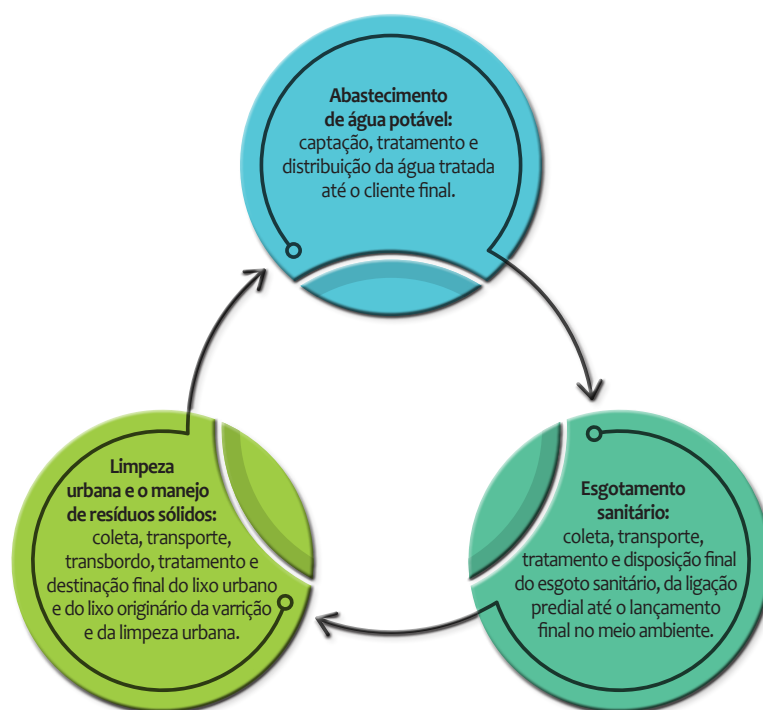 Abastecimento
de água potável:
captação, tratamento e
distribuição da água tratada
até o cliente final.
Limpeza
urbana e o manejo
de resíduos sólidos:
coleta, transporte,
transbordo, tratamento e
destinação final do lixo urbano
e do lixo originário da varrição
e da limpeza urbana.
Esgotamento
sanitário:
coleta, transporte,
tratamento e disposição final
do esgoto sanitário, da ligação
predial até o lançamento
final no meio ambiente.